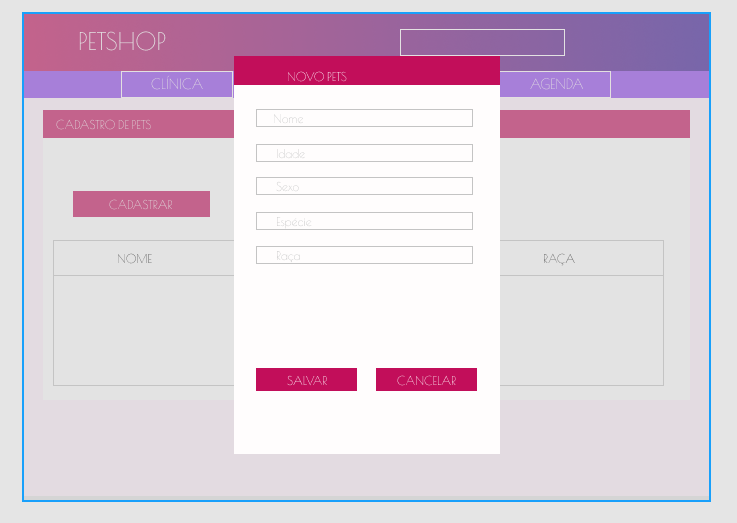 PETSHOP
CLÍNICA
AGENDA
CADASTRO DE PETS
CADASTRAR
NOME
RAÇA
NOVO PETS
Nome
Idade
Sexo
Espécie
Raça
SALVAR
CANCELAR